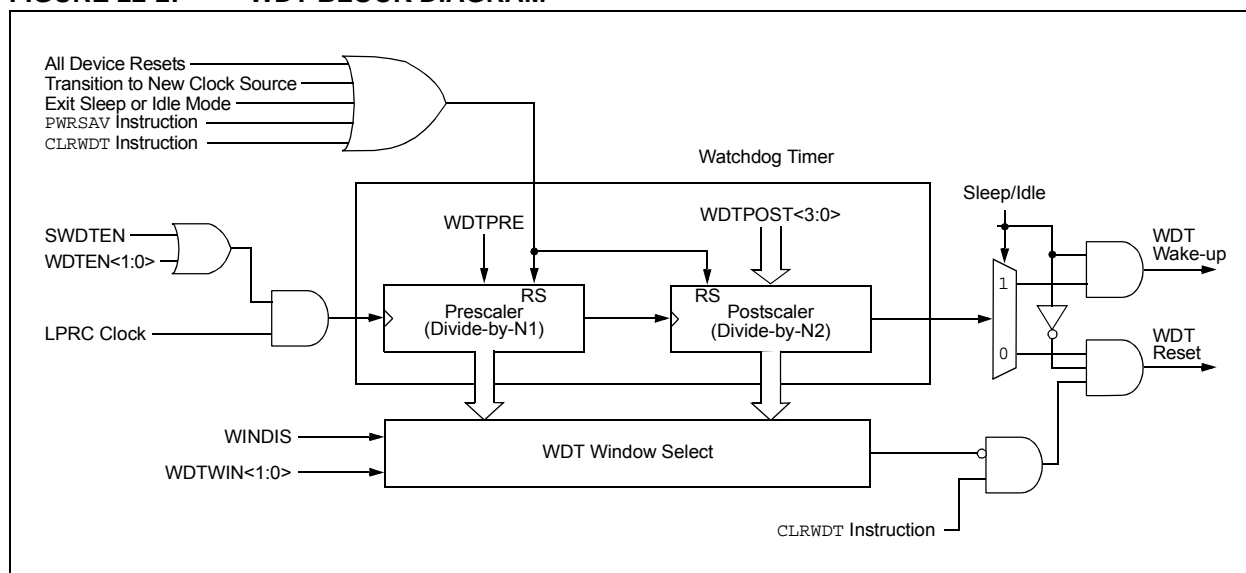 All Device Resets
Transition to New Clock Source
Exit Sleep or Idle Mode
PWRSAV Instruction
CLRWDT Instruction
Watchdog Timer
Sleep/Idle
WDTPRE
WDTPOST<3:0>
SWDTEN
WDTEN<1:0>
LPRC Clock
RS
Prescaler
(Divide-by-N1)
RS
Postscaler
(Divide-by-N2)
1
0
WDT
Wake-up
WDT
Reset
WINDIS
WDTWIN<1:0>
WDT Window Select
CLRWDT Instruction